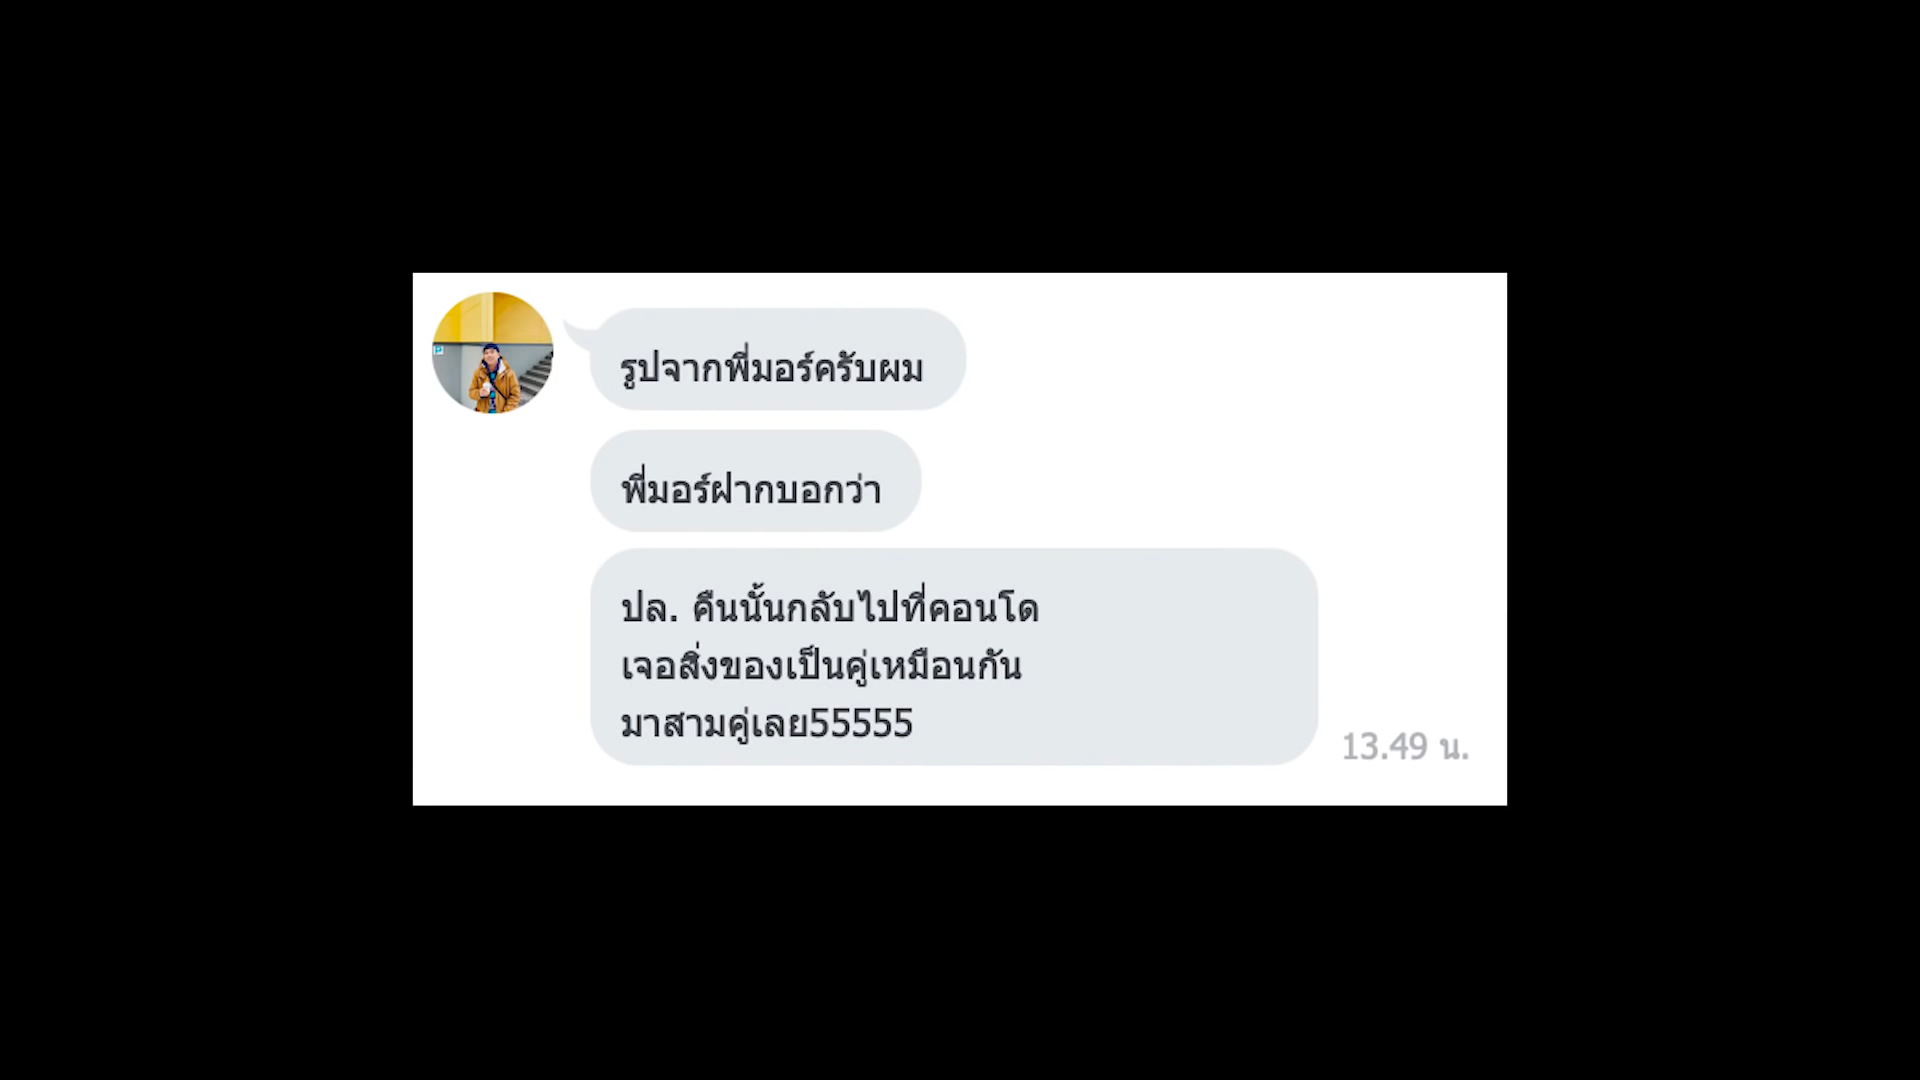 รูปจากพี่มอร์ครับผม
พี่มอร์ฝากบอกว่า
ปล. คืนนั้นกลับไปที่คอนโด
เจอสิ่งของเป็นคู่เหมือนกัน
มาสามคู่เลย55555
13.49 น.